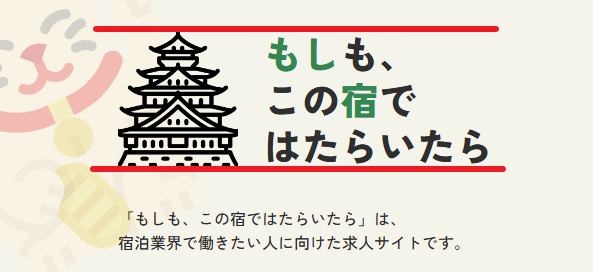 もしも、
この宿で
はたらいたら
「もしも、この宿ではたらいたら」は、
宿泊業界で働きたい人に向けた求人サイトです。